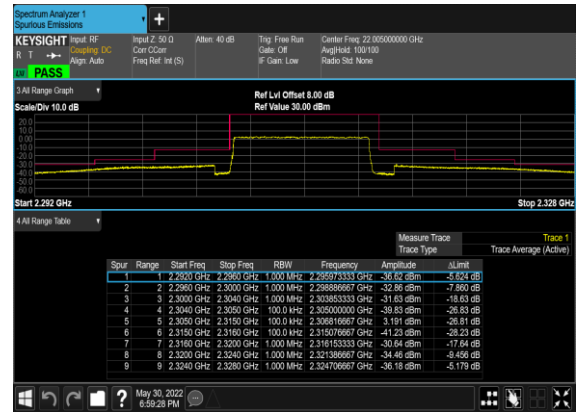 Spectrum Analyzer 1
Spurious Emissions
KEYSIGHT Input: RF Input Z: 50 Ω Atten: 40 dB Trig: Free Run Center Freq: 22.005000000 GHz
R T Coupling: DC Corr CCorr Gate: Off Avg|Hold: 100/100
Align: Auto Freq Ref: Int (S) IF Gain: Low Radio Std: None
PASS
3 All Range Graph
Ref Lvl Offset 8.00 dB
Scale/Div 10.0 dB Ref Value 30.00 dBm
20.0
10.0
0.00
-10.0
-20.0
-30.0
-40.0
-50.0
-60.0
Start 2.292 GHz Stop 2.328 GHz
4 All Range Table
Measure Trace Trace 1
Trace Type Trace Average (Active)
Spur Range Start Freq Stop Freq RBW Frequency Amplitude ΔLimit
1 1 2.2920 GHz 2.2960 GHz 1.000 MHz 2.295973333 GHz -36.62 dBm -5.624 dB
2 2 2.2960 GHz 2.3000 GHz 1.000 MHz 2.298886667 GHz -32.86 dBm -7.860 dB
3 3 2.3000 GHz 2.3040 GHz 1.000 MHz 2.303853333 GHz -31.63 dBm -18.63 dB
4 4 2.3040 GHz 2.3050 GHz 100.0 kHz 2.305000000 GHz -39.83 dBm -26.83 dB
5 5 2.3050 GHz 2.3150 GHz 100.0 kHz 2.306816667 GHz 3.191 dBm -26.81 dB
6 6 2.3150 GHz 2.3160 GHz 100.0 kHz 2.315076667 GHz -41.23 dBm -28.23 dB
7 7 2.3160 GHz 2.3200 GHz 1.000 MHz 2.316153333 GHz -30.64 dBm -17.64 dB
8 8 2.3200 GHz 2.3240 GHz 1.000 MHz 2.321386667 GHz -34.46 dBm -9.456 dB
9 9 2.3240 GHz 2.3280 GHz 1.000 MHz 2.324706667 GHz -36.18 dBm -5.179 dB
May 30, 2022
6:59:28 PM